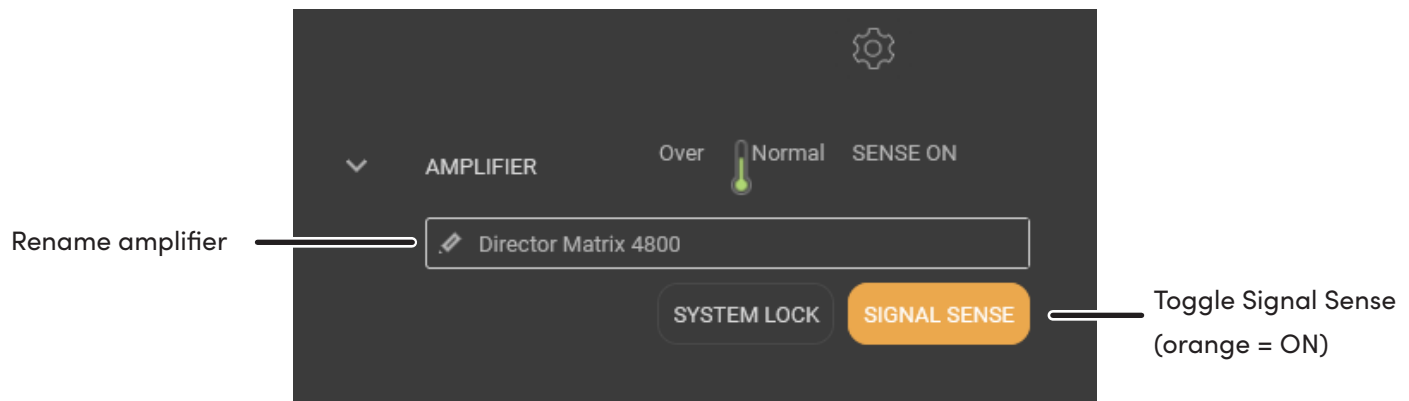 AMPLIFIER Over Normal SENSE ON
Rename amplifier Director Matrix 4800
SYSTEM LOCK SIGNAL SENSE
Toggle Signal Sense
(orange = ON)